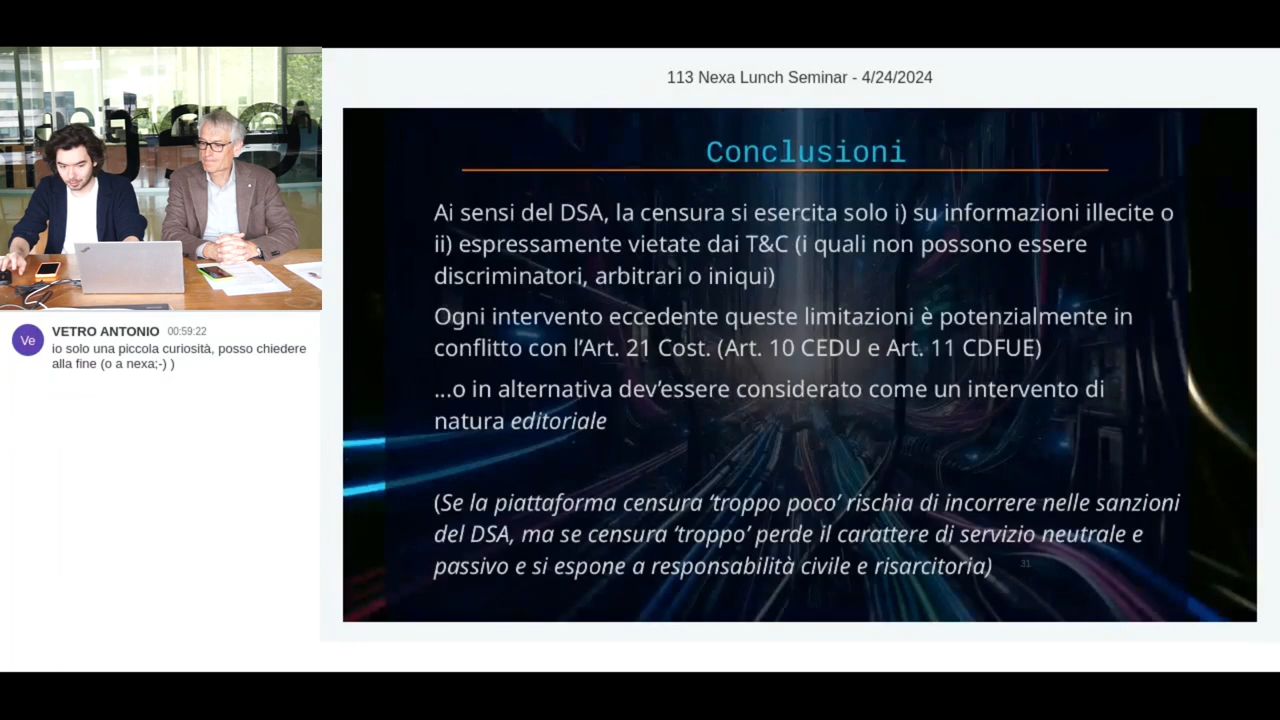 113 Nexa Lunch Seminar - 4/24/2024
Conclusioni
Ai sensi del DSA, la censura si esercita solo i) su informazioni illecite o
ii) espressamente vietate dai T&C (i quali non possono essere
discriminatori, arbitrari o iniqui)
Ogni intervento eccedente queste limitazioni è potenzialmente in
conflitto con l’Art. 21 Cost. (Art. 10 CEDU e Art. 11 CDFUE)
...o in alternativa dev’essere considerato come un intervento di
natura editoriale
(Se la piattaforma censura ‘troppo poco’ rischia di incorrere nelle sanzioni
del DSA, ma se censura ‘troppo’ perde il carattere di servizio neutrale e
passivo e si espone a responsabilità civile e risarcitoria)
31
Ve
VETRO ANTONIO 00:59:22
io solo una piccola curiosità, posso chiedere
alla fine (o a nexa;-) )